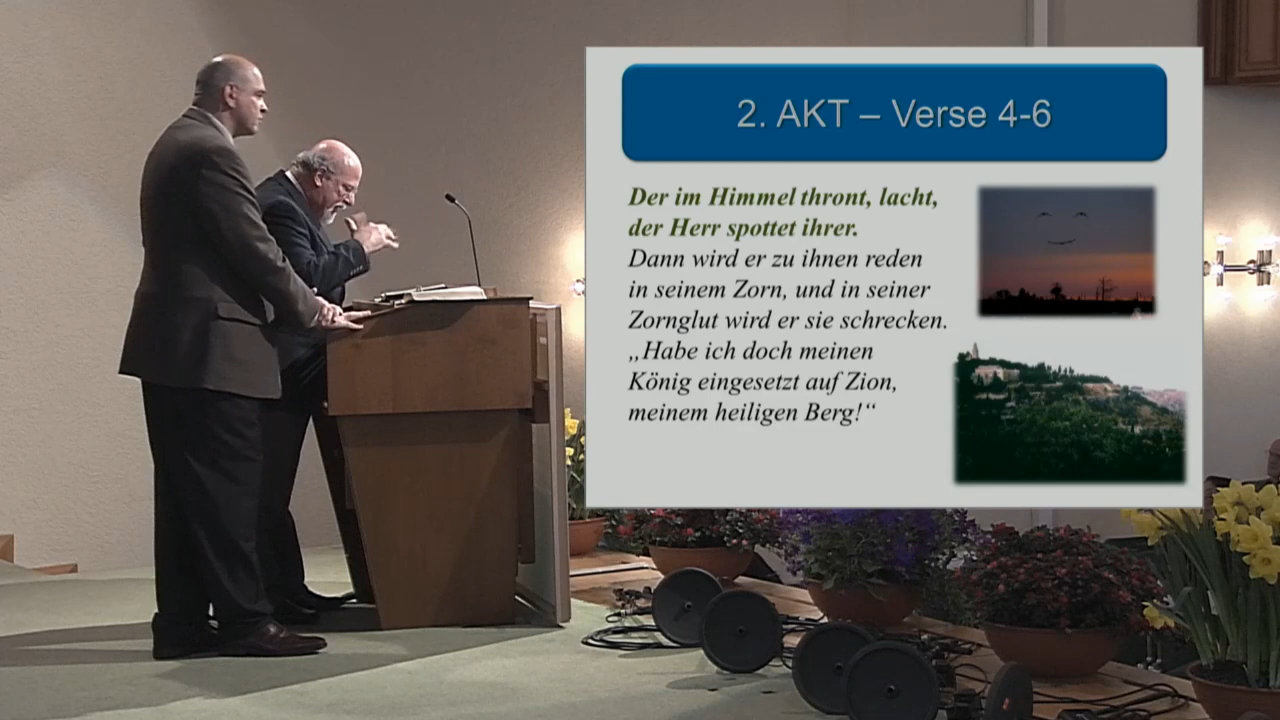 2. AKT – Verse 4-6
Der im Himmel thront, lacht,
der Herr spottet ihrer.
Dann wird er zu ihnen reden
in seinem Zorn, und in seiner
Zornglut wird er sie schrecken.
„Habe ich doch meinen
König eingesetzt auf Zion,
meinem heiligen Berg!“